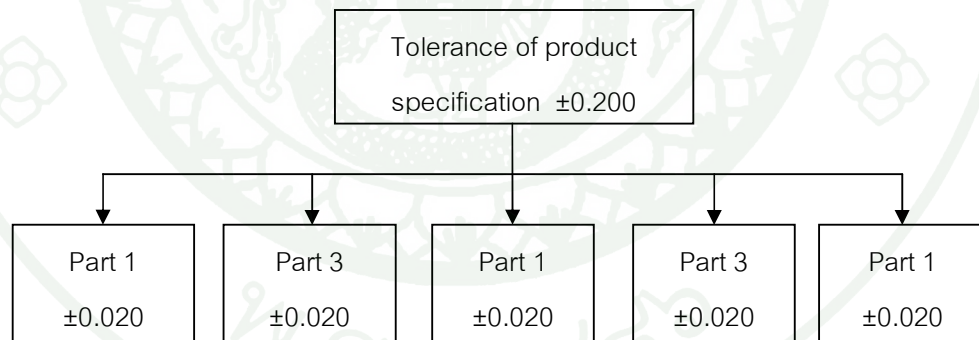 Tolerance of product
specification ±0.200
Part 1
±0.020
Part 3
±0.020
Part 1
±0.020
Part 3
±0.020
Part 1
±0.020